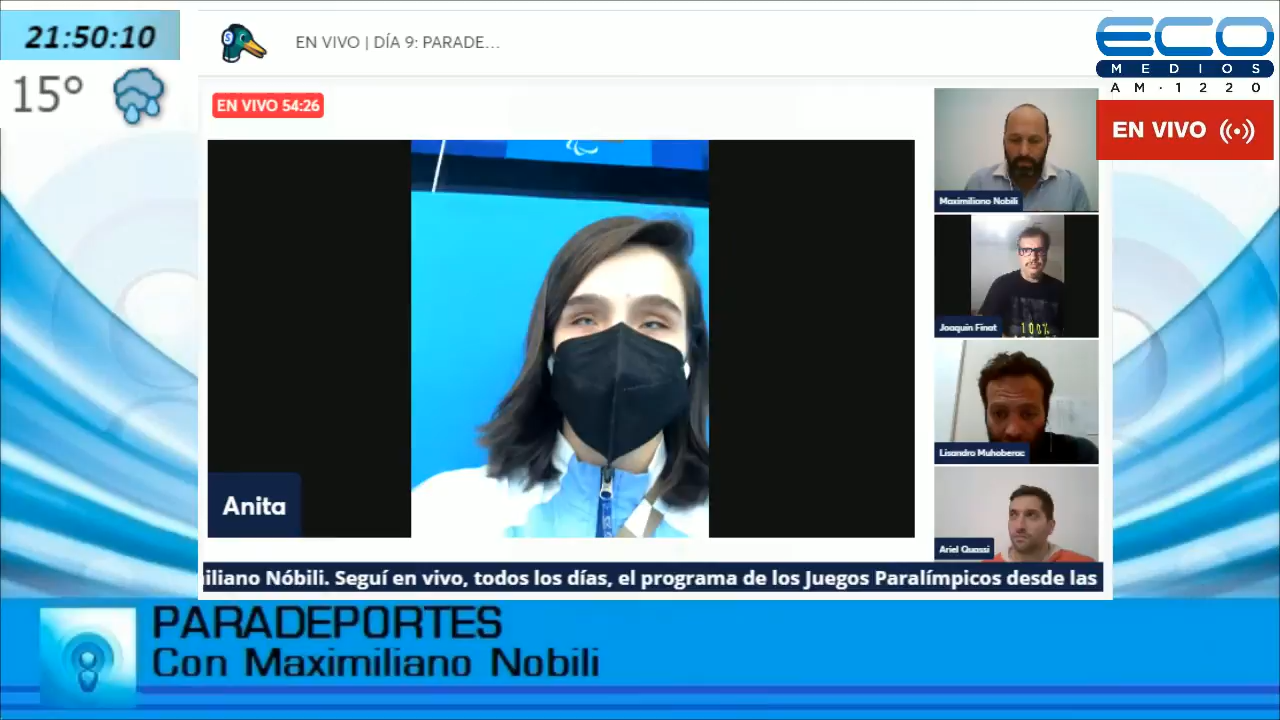 21:50:10
15°
S
EN VIVO | DÍA 9: PARADE...
ECO
MEDIOS
AM·1220
EN VIVO
EN VIVO 54:26
Maximiliano Nobili
Joaquín Finat
100%
Lisandro Muhoberac
Ariel Quassi
Anita
iliano Nóbili. Seguí en vivo, todos los días, el programa de los Juegos Paralímpicos desde las
PARADEPORTES
Con Maximiliano Nobili